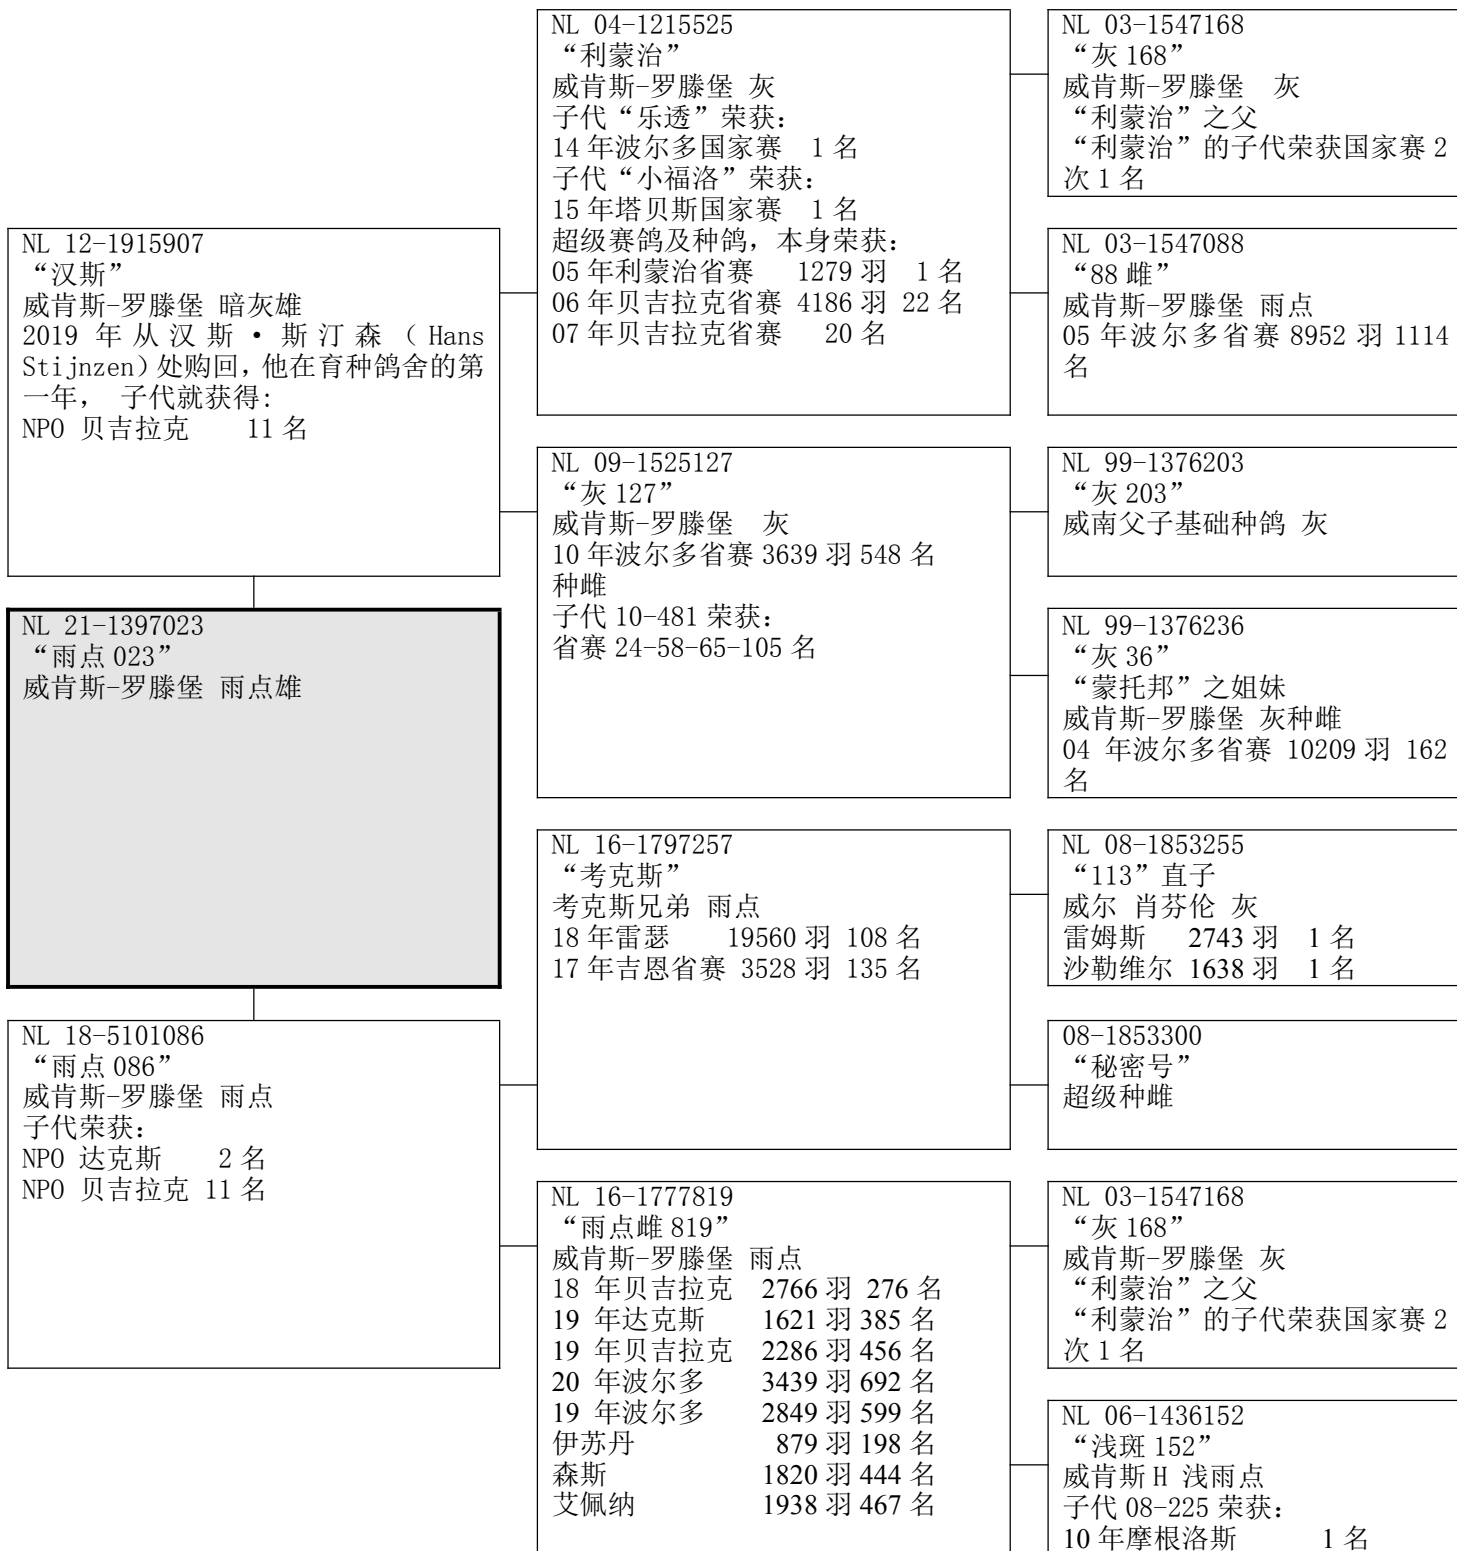 NL 12-1915907
“汉斯”
威肯斯-罗滕堡 暗灰雄
2019 年从汉斯•斯汀森（Hans
Stijnzen）处购回，他在育种鸽舍的第
一年， 子代就获得：
NPO 贝吉拉克 11 名
NL 21-1397023
“雨点 023”
威肯斯-罗滕堡 雨点雄
NL 18-5101086
“雨点 086”
威肯斯-罗滕堡 雨点
子代荣获：
NPO 达克斯 2 名
NPO 贝吉拉克 11 名
NL 04-1215525
“利蒙治”
威肯斯-罗滕堡 灰
子代“乐透”荣获：
14 年波尔多国家赛 1 名
子代“小福洛”荣获：
15 年塔贝斯国家赛 1 名
超级赛鸽及种鸽，本身荣获：
05 年利蒙治省赛 1279 羽 1 名
06 年贝吉拉克省赛 4186 羽 22 名
07 年贝吉拉克省赛 20 名
NL 09-1525127
“灰 127”
威肯斯-罗滕堡 灰
10 年波尔多省赛 3639 羽 548 名
种雌
子代 10-481 荣获：
省赛 24-58-65-105 名
NL 16-1797257
“考克斯”
考克斯兄弟 雨点
18 年雷瑟 19560 羽 108 名
17 年吉恩省赛 3528 羽 135 名
NL 16-1777819
“雨点雌 819”
威肯斯-罗滕堡 雨点
18 年贝吉拉克 2766 羽 276 名
19 年达克斯 1621 羽 385 名
19 年贝吉拉克 2286 羽 456 名
20 年波尔多 3439 羽 692 名
19 年波尔多 2849 羽 599 名
伊苏丹 879 羽 198 名
森斯 1820 羽 444 名
艾佩纳 1938 羽 467 名
NL 03-1547168
“灰 168”
威肯斯-罗滕堡 灰
“利蒙治”之父
“利蒙治”的子代荣获国家赛 2
次 1 名
NL 03-1547088
“88 雌”
威肯斯-罗滕堡 雨点
05 年波尔多省赛 8952 羽 1114
名
NL 99-1376203
“灰 203”
威南父子基础种鸽 灰
NL 99-1376236
“灰 36”
“蒙托邦”之姐妹
威肯斯-罗滕堡 灰种雌
04 年波尔多省赛 10209 羽 162
名
NL 08-1853255
“113”直子
威尔 肖芬伦 灰
雷姆斯 2743 羽 1 名
沙勒维尔 1638 羽 1 名
08-1853300
“秘密号”
超级种雌
NL 03-1547168
“灰 168”
威肯斯-罗滕堡 灰
“利蒙治”之父
“利蒙治”的子代荣获国家赛 2
次 1 名
NL 06-1436152
“浅斑 152”
威肯斯 H 浅雨点
子代 08-225 荣获：
10 年摩根洛斯 1 名